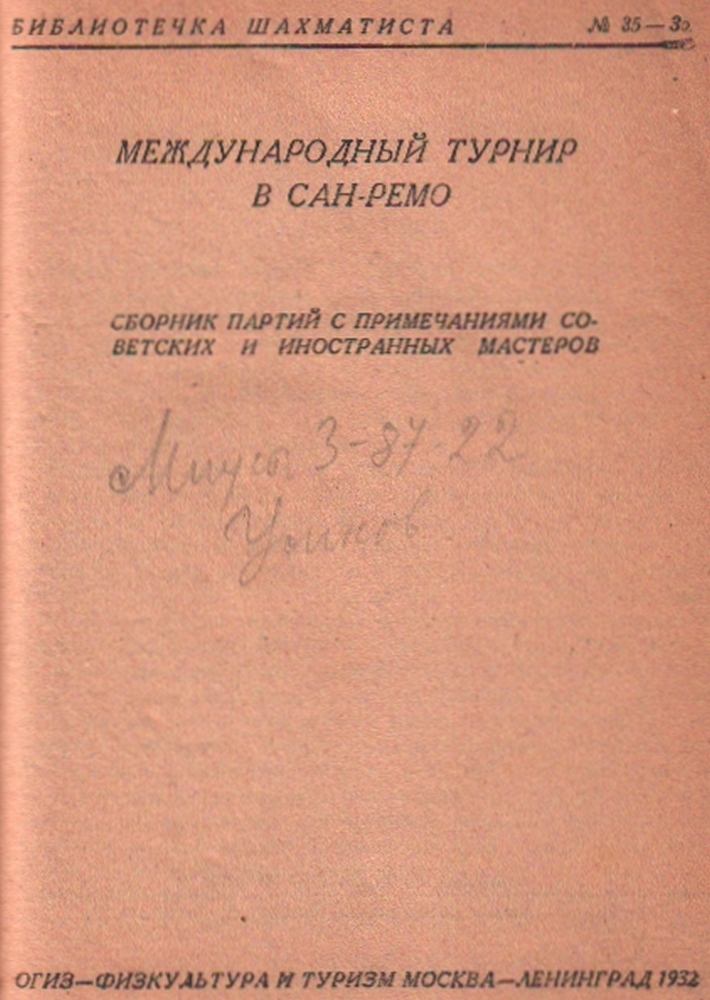 БИБЛИОТЕЧКА ШАХМАТИСТА № 35—3
МЕЖДУНАРОДНЫЙ ТУРНИР
В САН-РЕМО
СБОРНИК ПАРТИЙ С ПРИМЕЧАНИЯМИ СО-
ВЕТСКИХ И ИНОСТРАННЫХ МАСТЕРОВ
3-87-22
ОГИЗ—ФИЗКУЛЬТУРА И ТУРИЗМ МОСКВА—ЛЕНИНГРАД 1932